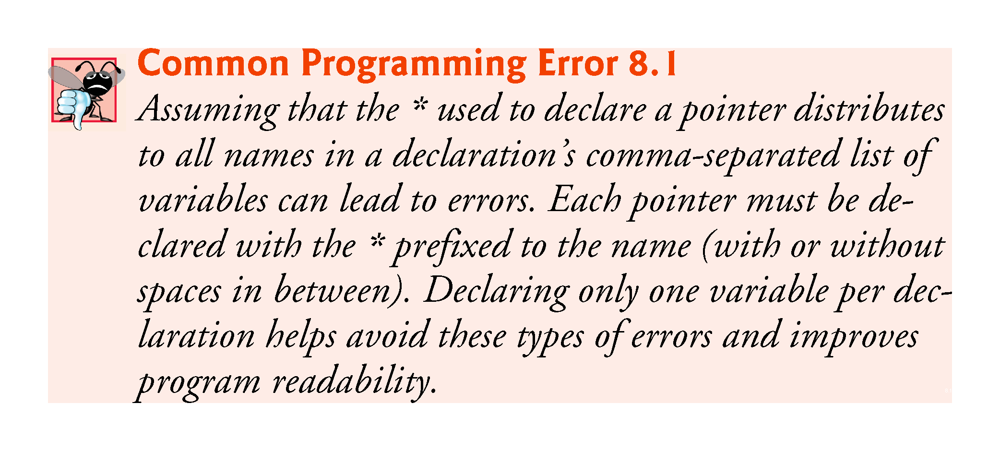 Common Programming Error 8.1
Assuming that the * used to declare a pointer distributes
to all names in a declaration’s comma-separated list of
variables can lead to errors. Each pointer must be de-
clared with the * prefixed to the name (with or without
spaces in between). Declaring only one variable per dec-
laration helps avoid these types of errors and improves
program readability.
8.1